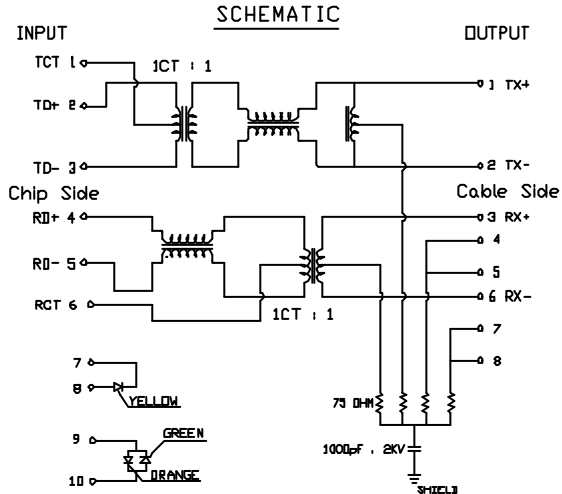 SCHEMATIC
INPUT
OUTPUT
TCT 1
1CT : 1
1 TX+
TD+ 2
TD- 3
2 TX-
Chip Side
Cable Side
RD+ 4
3 RX+
4
RD- 5
5
RCT 6
6 RX-
1CT : 1
7
8
7
8
YELLOW
75 OHM
9
GREEN
1000pF , 2KV
10
ORANGE
SHIELD